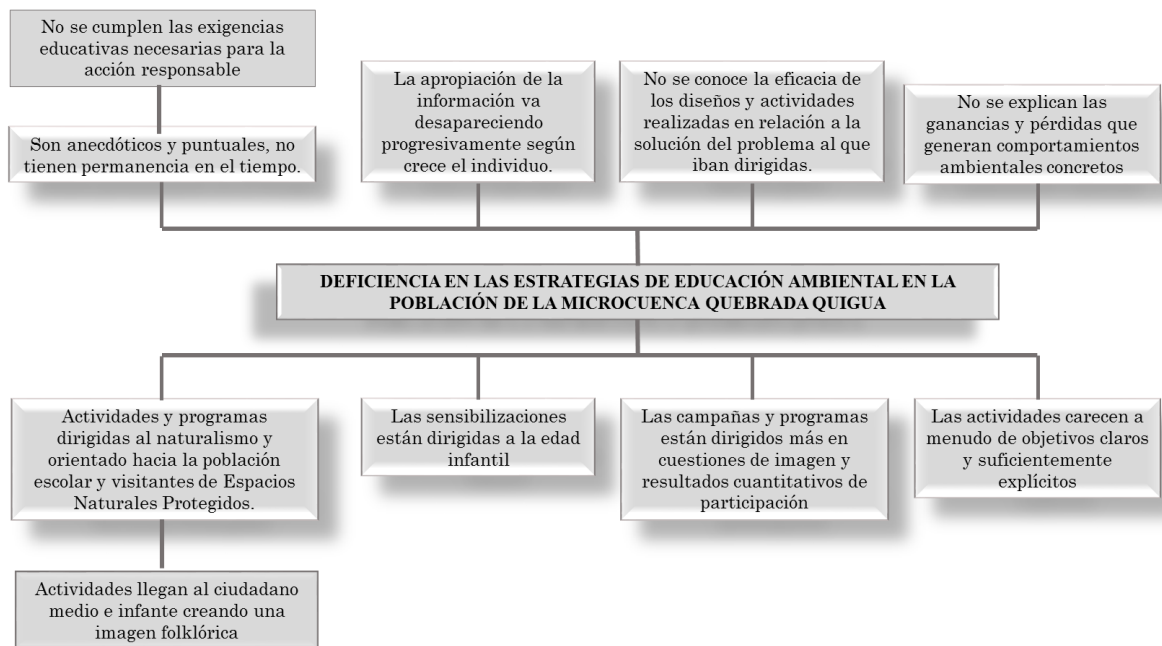 No se cumplen las exigencias
educativas necesarias para la
acción responsable
Son anecdóticos y puntuales, no
tienen permanencia en el tiempo.
La apropiación de la
información va
desapareciendo
progresivamente según
crece el individuo.
No se conoce la eficacia de
los diseños y actividades
realizadas en relación a la
solución del problema al que
iban dirigidas.
No se explican las
ganancias y pérdidas que
generan comportamientos
ambientales concretos
DEFICIENCIA EN LAS ESTRATEGIAS DE EDUCACIÓN AMBIENTAL EN LA
POBLACIÓN DE LA MICROCUENCA QUEBRADA QUIGUA
Actividades y programas
dirigidas al naturalismo y
orientado hacia la población
escolar y visitantes de Espacios
Naturales Protegidos.
Las sensibilizaciones
están dirigidas a la edad
infantil
Las campañas y programas
están dirigidos más en
cuestiones de imagen y
resultados cuantitativos de
participación
Las actividades carecen a
menudo de objetivos claros
y suficientemente
explícitos
Actividades llegan al ciudadano
medio e infante creando una
imagen folklórica